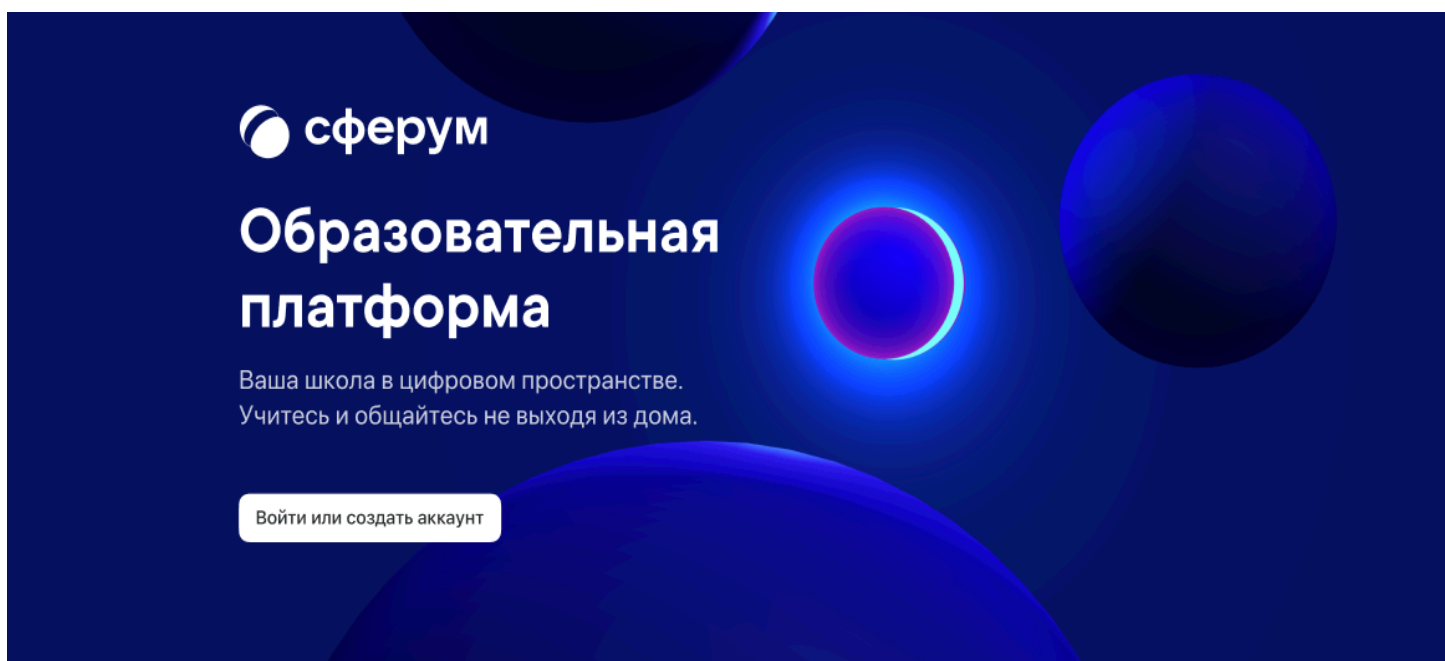 сферум
Образовательная
платформа
Ваша школа в цифровом пространстве.
Учитесь и общайтесь не выходя из дома.
Войти или создать аккаунт